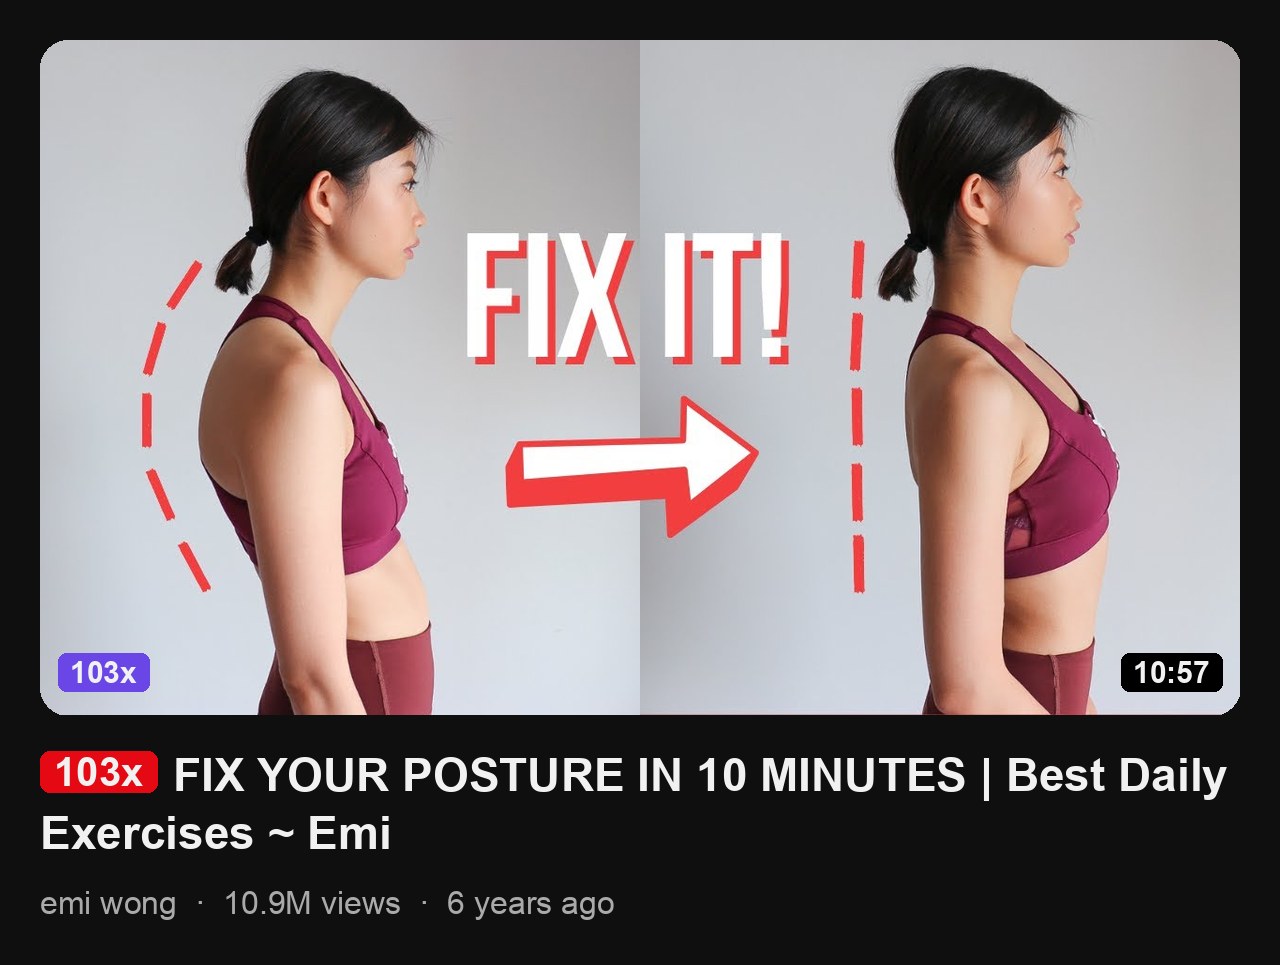 FIX IT!
103x
10:57
103x FIX YOUR POSTURE IN 10 MINUTES | Best Daily
Exercises ~ Emi
emi wong · 10.9M views · 6 years ago